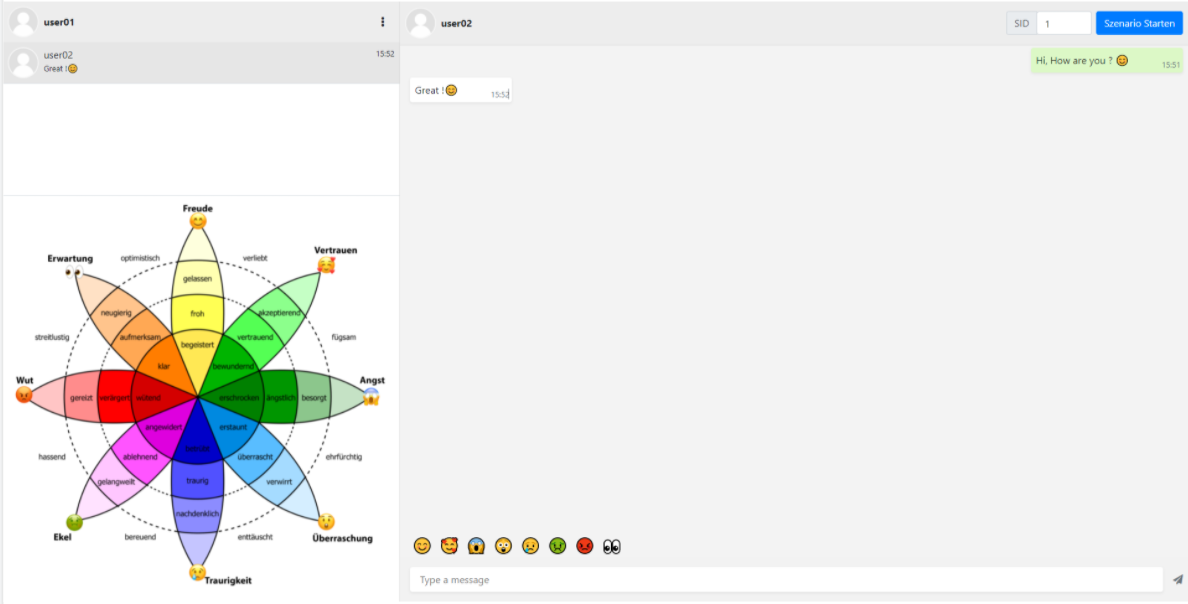 user01
user02
15:52
Great !😊
user02
SID
1
Szenario Starten
Hi, How are you ? 😊
15:51
Great !😊
15:52
Freude
Erwartung
optimistisch
verliebt
Vertrauen
gelassen
neugierig
froh
akzeptierend
streitlustig
aufmerksam
begeistert
vertrauend
fügsam
klar
bewundernd
Wut
Angst
gereizt
verärgert
wütend
erschrocken
ängstlich
besorgt
angewidert
erstaunt
hassend
ablehnend
überrascht
ehrfürchtig
gelangweilt
traurig
verwirrt
nachdenklich
Ekel
bereuend
enttäuscht
Überraschung
Traurigkeit
😊 🥰 😱 😲 😢 🤢 😡 👀
Type a message